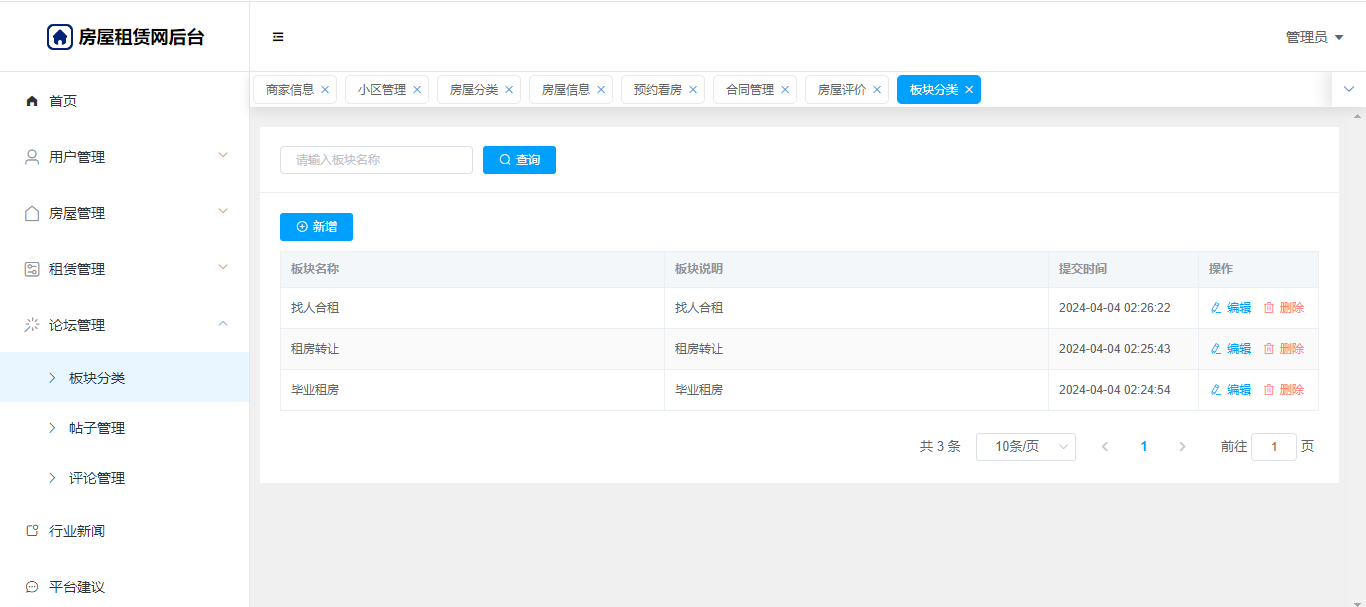 房屋租赁网后台
管理员
首页
用户管理
房屋管理
租赁管理
论坛管理
板块分类
帖子管理
评论管理
行业新闻
平台建议
商家信息 小区管理 房屋分类 房屋信息 预约看房 合同管理 房屋评价 板块分类
请输入板块名称 查询
新增
板块名称 板块说明 提交时间 操作
找人合租 找人合租 2024-04-04 02:26:22 编辑 删除
租房转让 租房转让 2024-04-04 02:25:43 编辑 删除
毕业租房 毕业租房 2024-04-04 02:24:54 编辑 删除
共 3 条 10条/页 1 前往 1 页